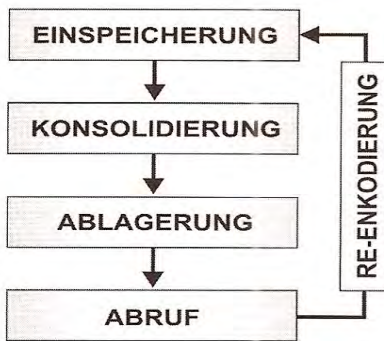 EINSPEICHERUNG
KONSOLIDIERUNG
ABLAGERUNG
ABRUF
RE-ENKODIERUNG